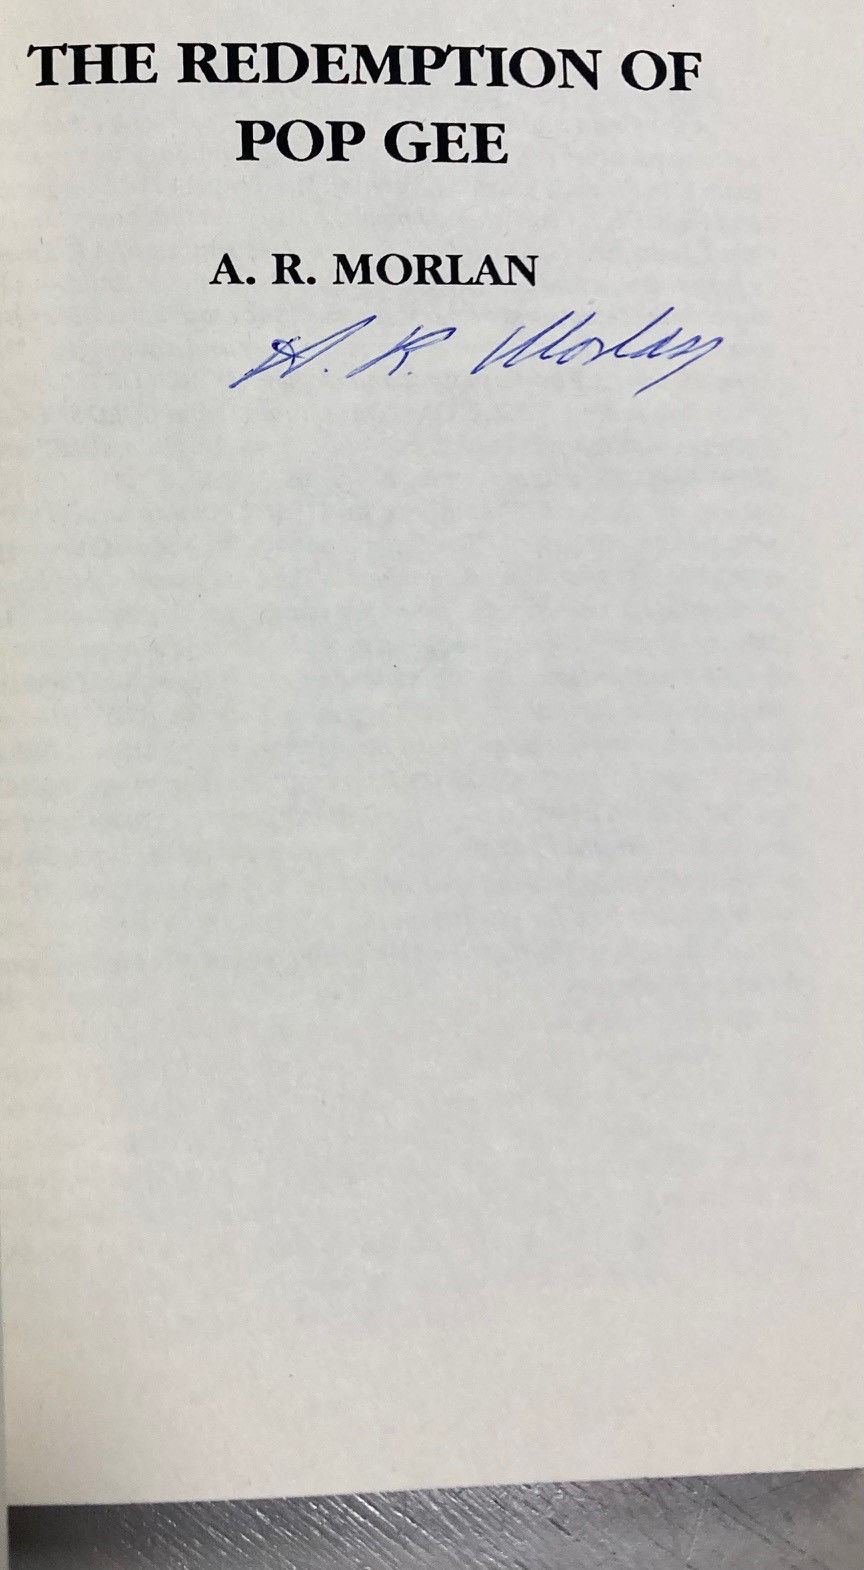 THE REDEMPTION OF
POP GEE
A. R. MORLAN
A. R. Morlan